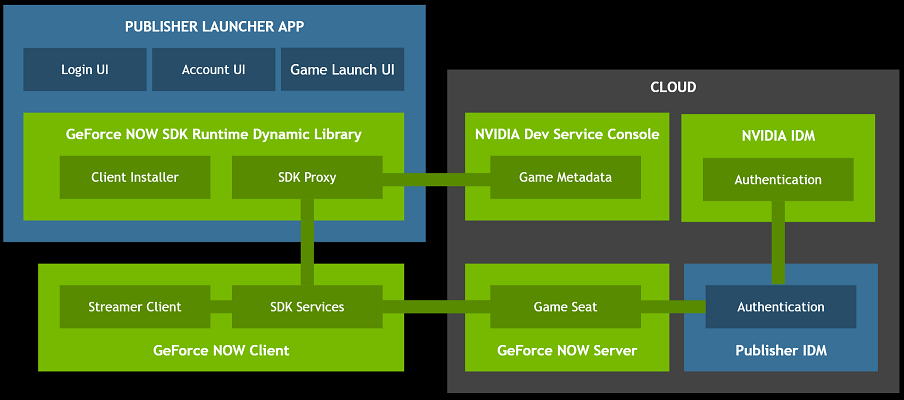 PUBLISHER LAUNCHER APP
Login UI
Account UI
Game Launch UI
GeForce NOW SDK Runtime Dynamic Library
Client Installer
SDK Proxy
CLOUD
NVIDIA Dev Service Console
Game Metadata
NVIDIA IDM
Authentication
Streamer Client
SDK Services
GeForce NOW Client
Game Seat
GeForce NOW Server
Authentication
Publisher IDM